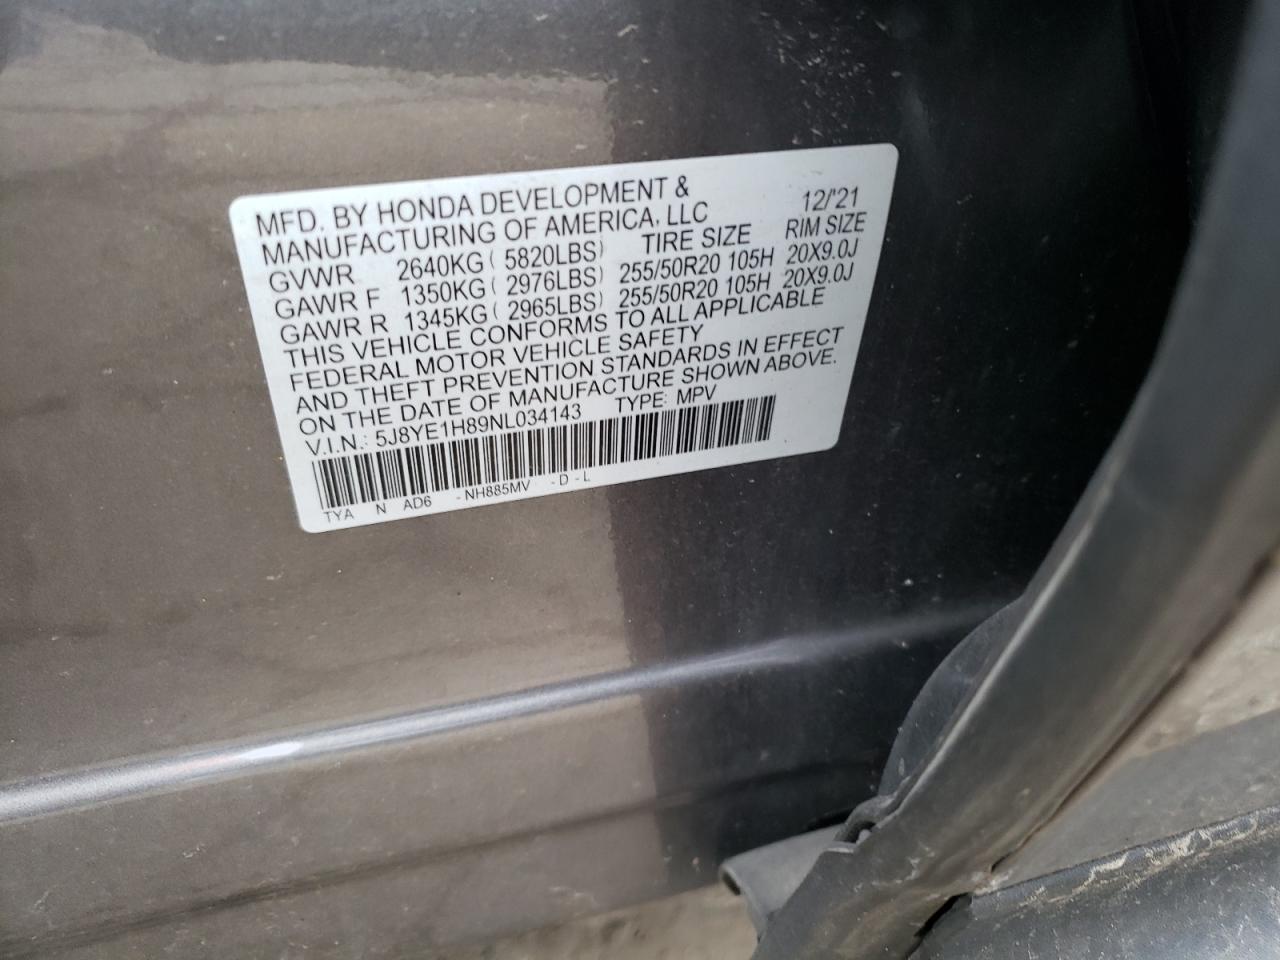 MFD. BY HONDA DEVELOPMENT & 12/'21
MANUFACTURING OF AMERICA, LLC RIM SIZE
GVWR 2640KG ( 5820LBS) TIRE SIZE
GAWR F 1350KG ( 2976LBS) 255/50R20 105H 20X9.0J
GAWR R 1345KG ( 2965LBS) 255/50R20 105H 20X9.0J
THIS VEHICLE CONFORMS TO ALL APPLICABLE
FEDERAL MOTOR VEHICLE SAFETY
AND THEFT PREVENTION STANDARDS IN EFFECT
ON THE DATE OF MANUFACTURE SHOWN ABOVE.
V.I.N.: 5J8YE1H89NL034143 TYPE: MPV
TYA N AD6 -NH885MV -D-L